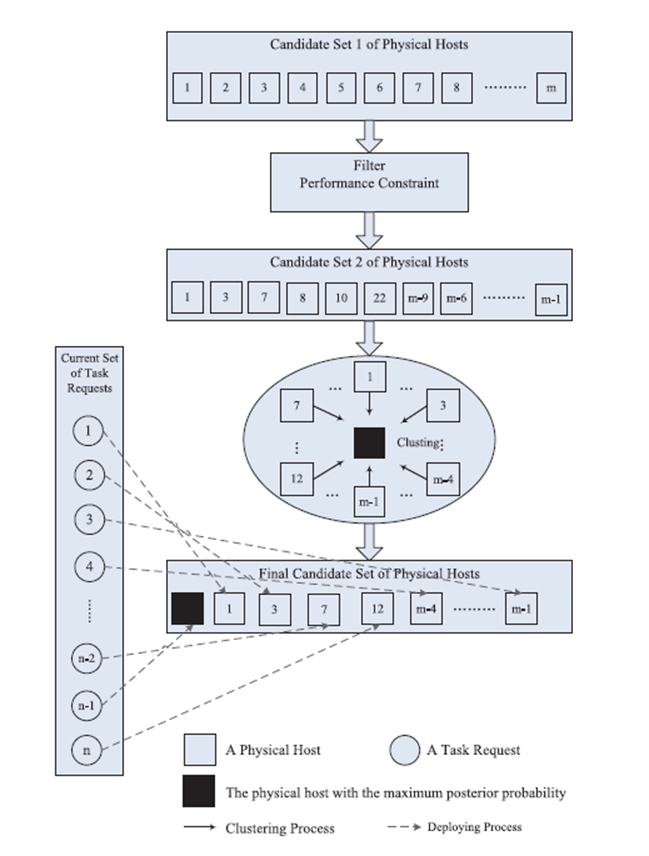 Candidate Set 1 of Physical Hosts
1 2 3 4 5 6 7 8 ......... m
Filter
Performance Constraint
Candidate Set 2 of Physical Hosts
1 3 7 8 10 22 m-9 m-6 ......... m-1
Current Set
of Task
Requests
1
2
3
4
n-2
n-1
n
... 1 ...
7 3
Clusting
12 m-4
... m-1 ...
Final Candidate Set of Physical Hosts
1 3 7 12 m-4 ......... m-1
A Physical Host
A Task Request
The physical host with the maximum posterior probability
Clustering Process
Deploying Process